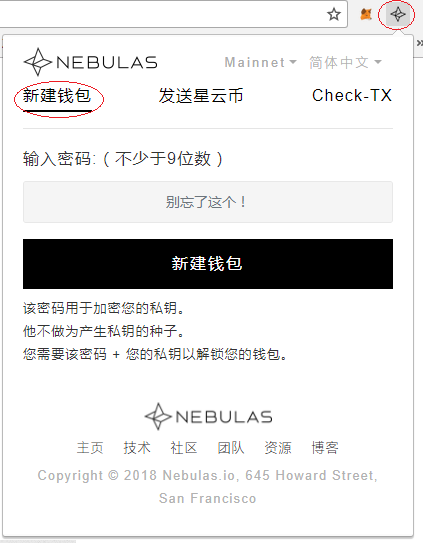 NEBULAS Mainnet 简体中文
新建钱包 发送星云币 Check-TX
输入密码:（不少于9位数）
别忘了这个！
新建钱包
该密码用于加密您的私钥。
他不做为产生私钥的种子。
您需要该密码 + 您的私钥以解锁您的钱包。
NEBULAS
主页 技术 社区 团队 资源 博客
Copyright © 2018 Nebulas.io, 645 Howard Street,
San Francisco